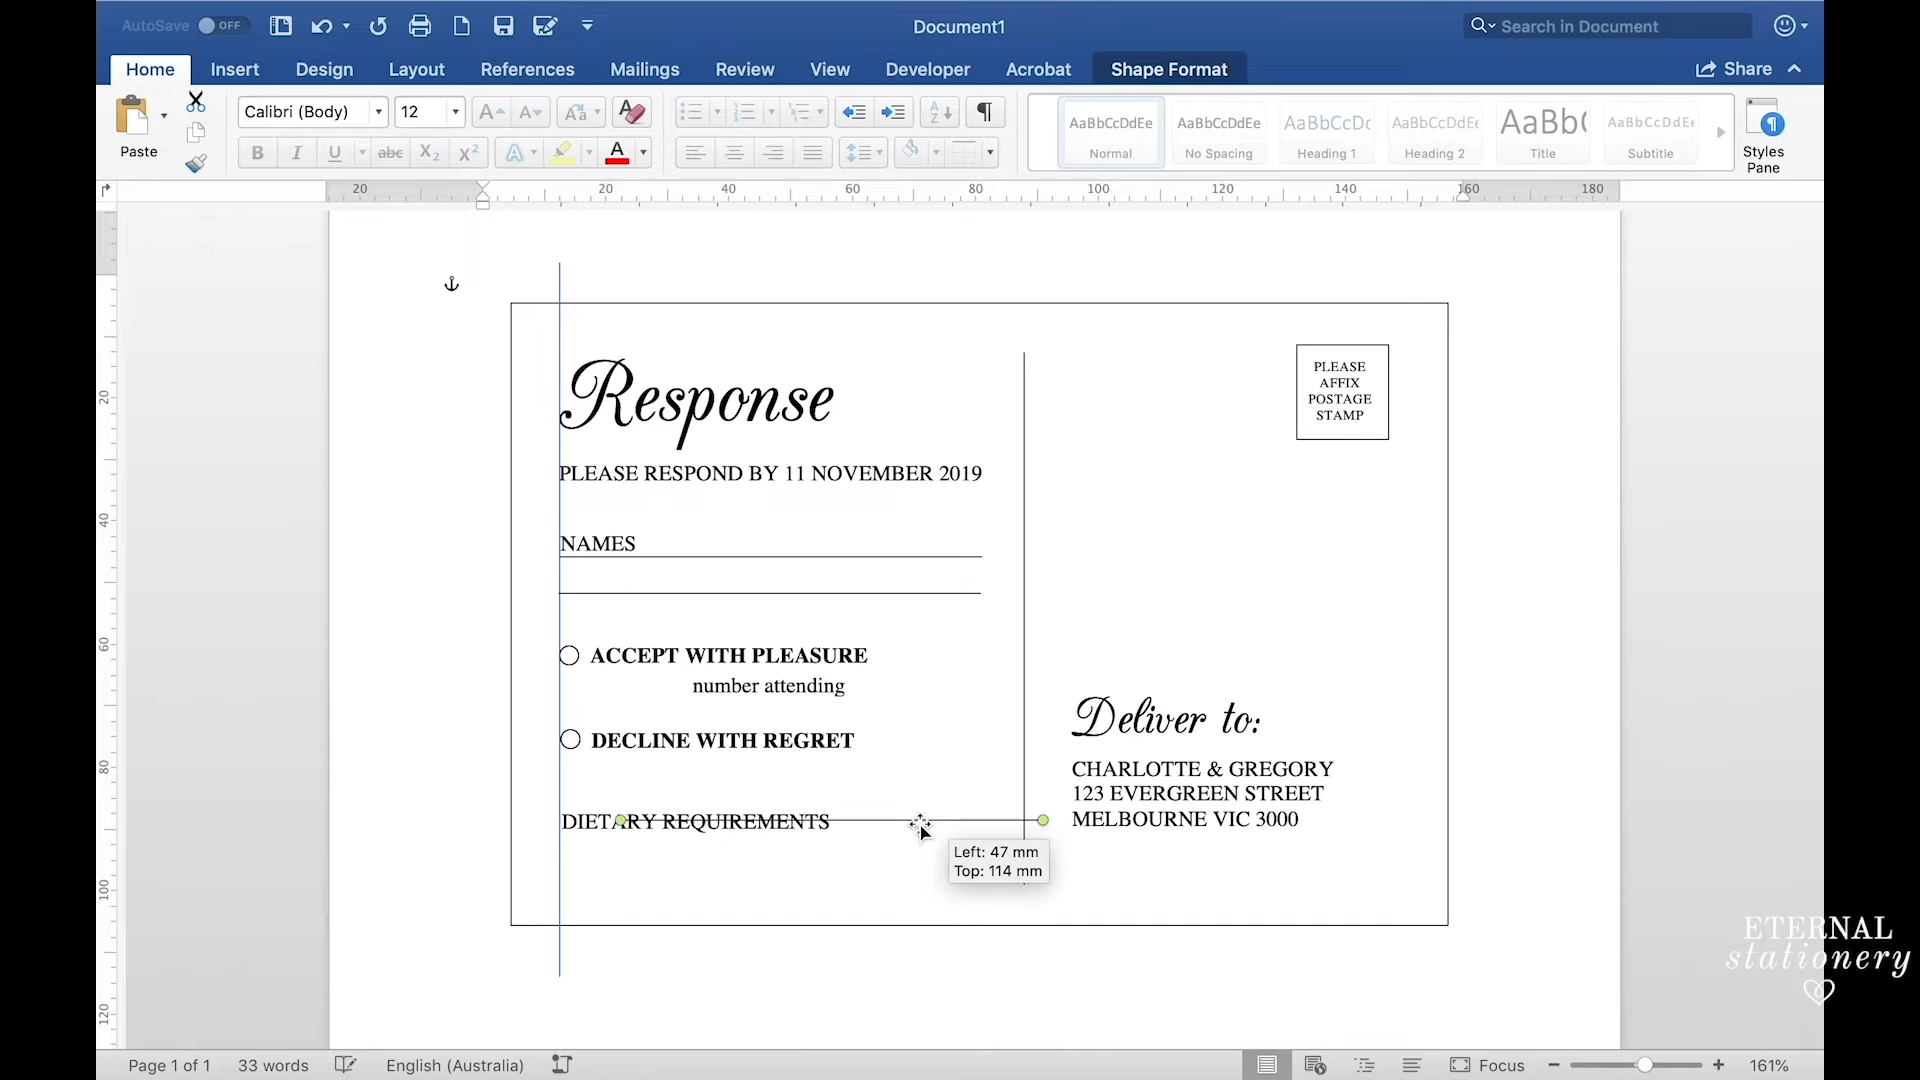 AutoSave OFF
Document1
Search in Document
Home Insert Design Layout References Mailings Review View Developer Acrobat Shape Format Share
Paste
Calibri (Body) 12
AaBbCcDdEe
Normal
AaBbCcDdEe
No Spacing
AaBbCcDc
Heading 1
AaBbCcDdEe
Heading 2
AaBb(
Title
AaBbCcDdEe
Subtitle
Styles
Pane
20 20 40 60 80 100 120 140 160 180
20
40
60
80
100
120
Response
PLEASE RESPOND BY 11 NOVEMBER 2019
NAMES
ACCEPT WITH PLEASURE
number attending
DECLINE WITH REGRET
DIETARY REQUIREMENTS
PLEASE
AFFIX
POSTAGE
STAMP
Deliver to:
CHARLOTTE & GREGORY
123 EVERGREEN STREET
MELBOURNE VIC 3000
Left: 47 mm
Top: 114 mm
ETERNAL
stationery
Page 1 of 1 33 words English (Australia) Focus 161%